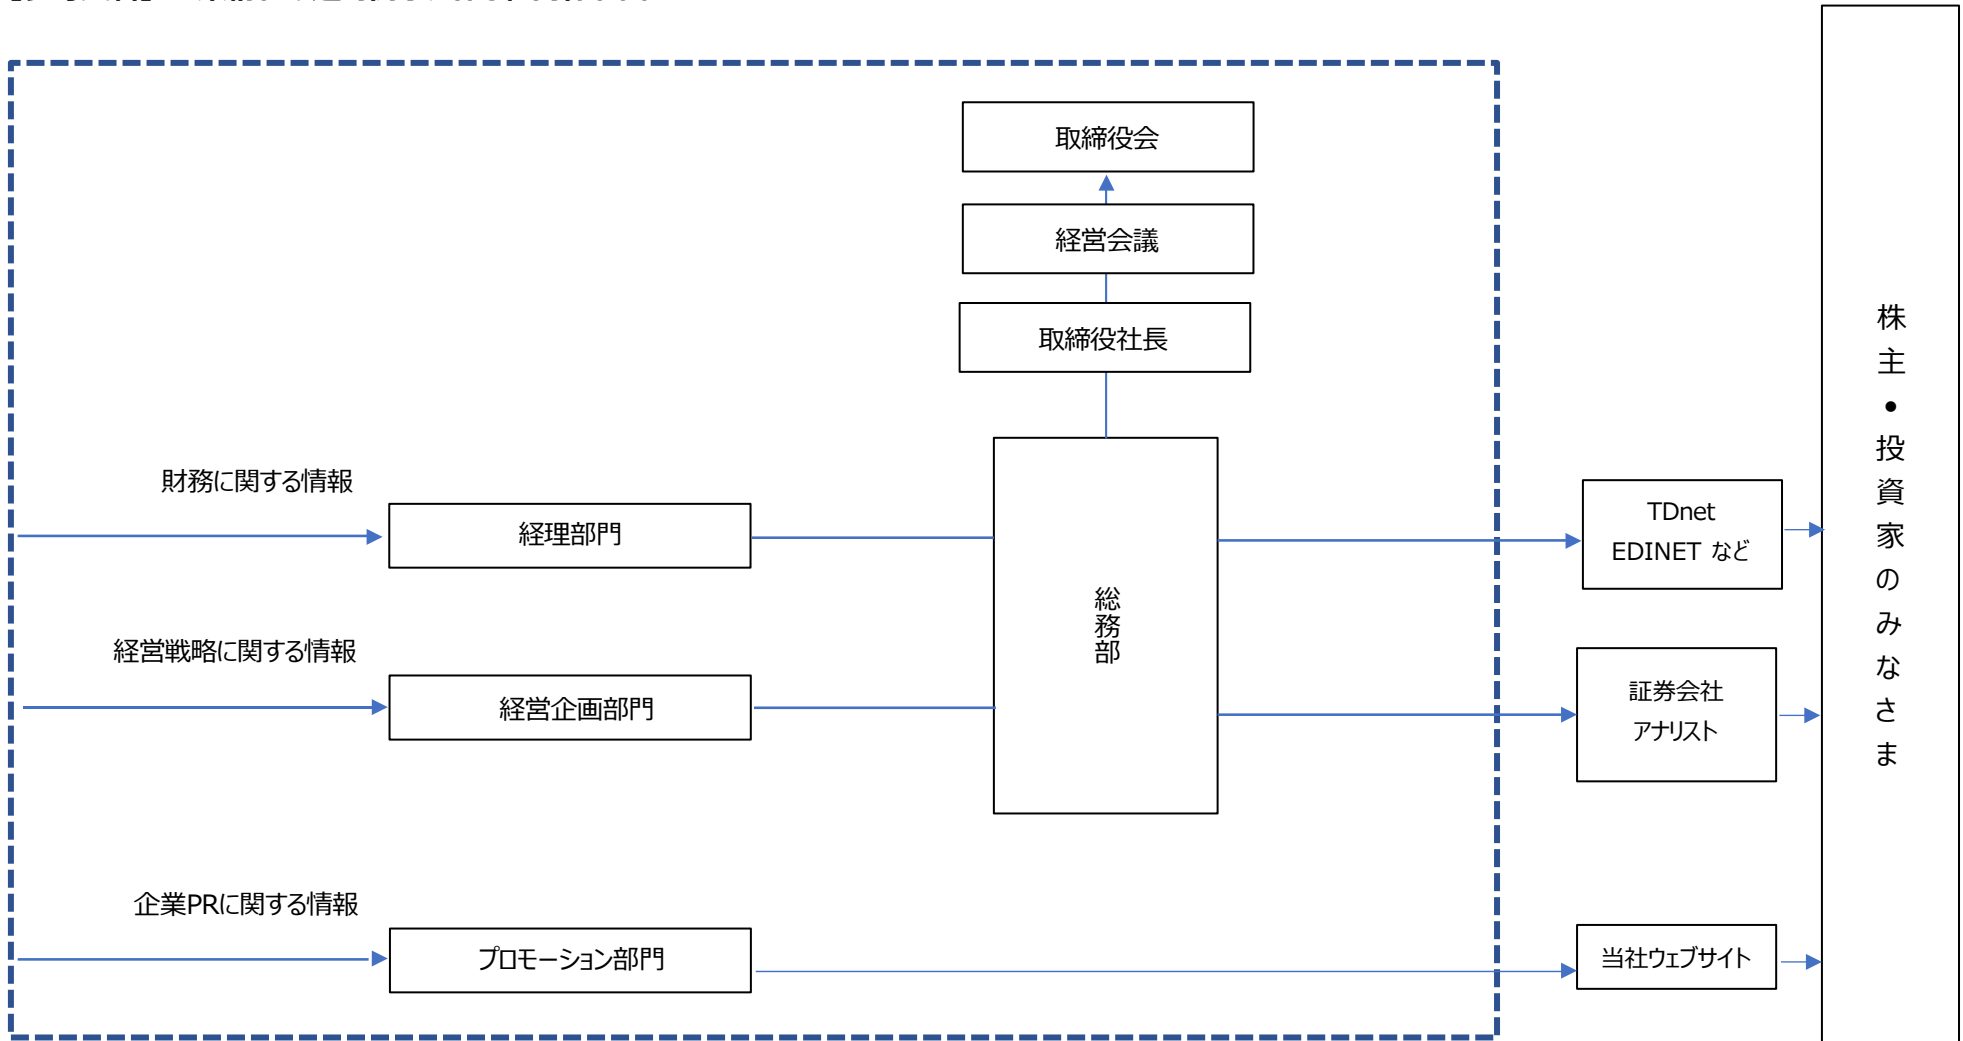 取締役会
経営会議
取締役社長
財務に関する情報
経理部門
経営戦略に関する情報
経営企画部門
総務部
企業PRに関する情報
プロモーション部門
TDnet
EDINET など
証券会社
アナリスト
当社ウェブサイト
株主・投資家のみなさま